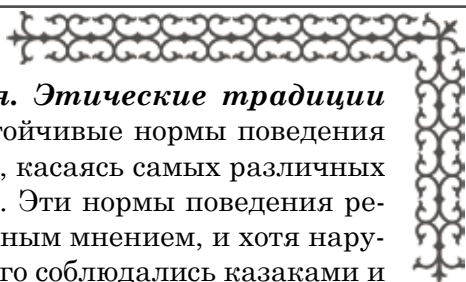 я. Этические традиции
тойчивые нормы поведения
, касаясь самых различных
. Эти нормы поведения ре-
ным мнением, и хотя нару-
го соблюдались казаками и